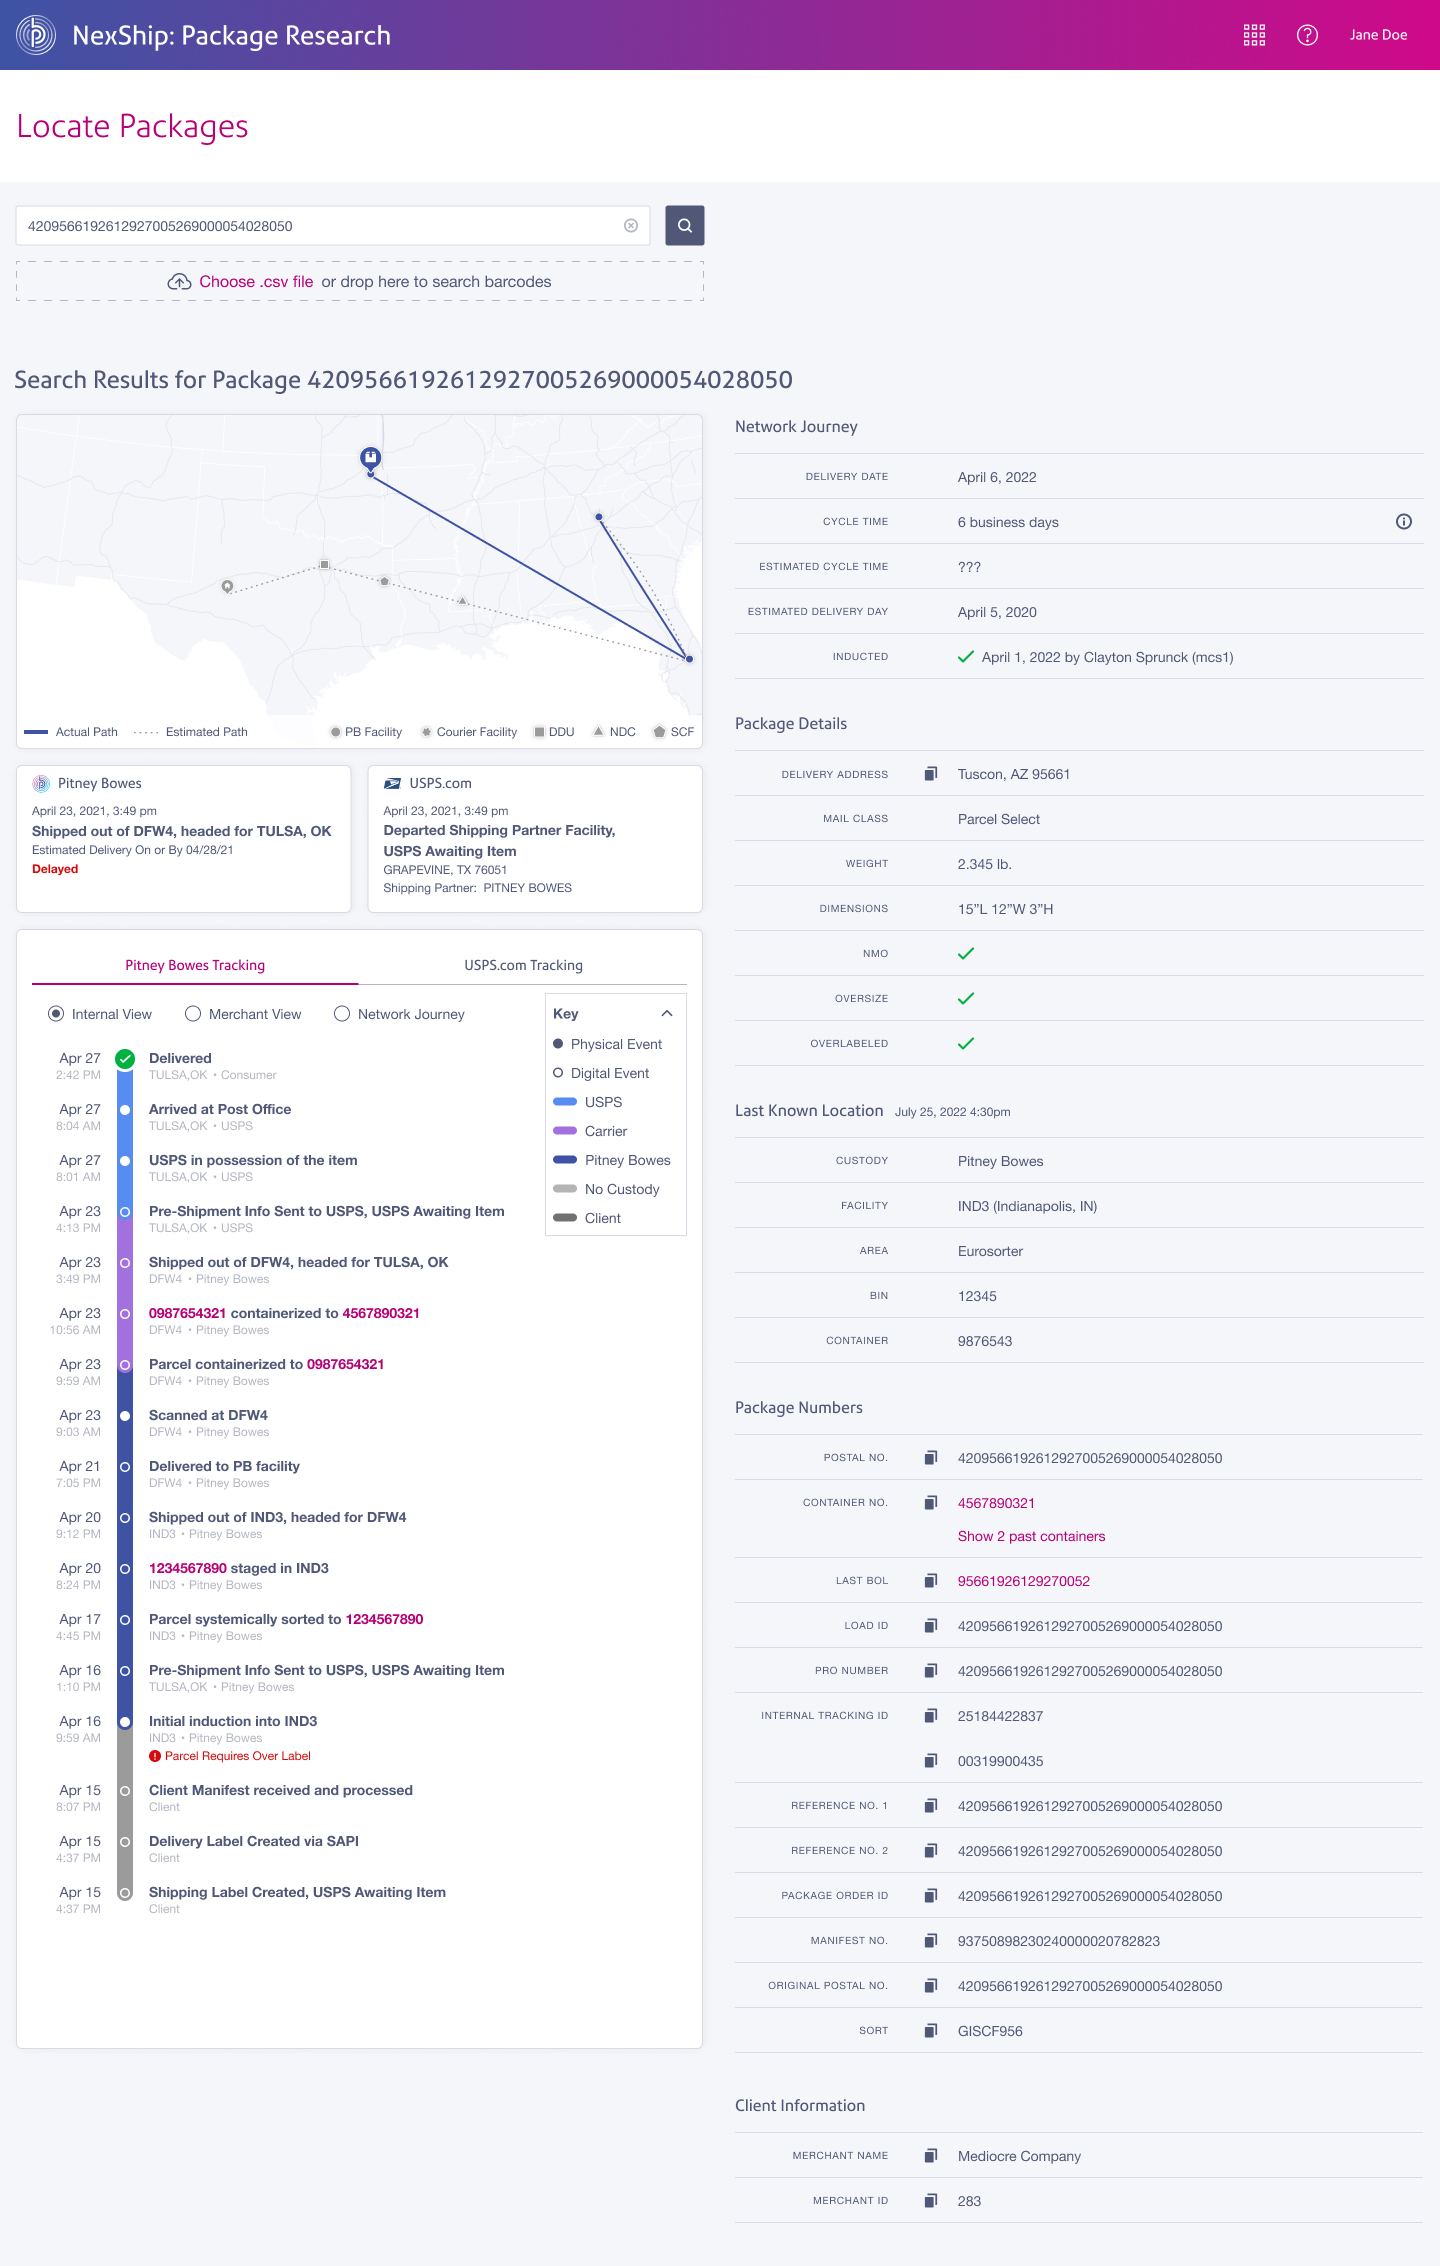 NexShip: Package Research
Jane Doe
Locate Packages
4209566192612927005269000054028050
Choose .csv file or drop here to search barcodes
Search Results for Package 4209566192612927005269000054028050
Actual Path
Estimated Path
PB Facility
Courier Facility
DDU
NDC
SCF
Pitney Bowes
April 23, 2021, 3:49 pm
Shipped out of DFW4, headed for TULSA, OK
Estimated Delivery On or By 04/28/21
Delayed
USPS.com
April 23, 2021, 3:49 pm
Departed Shipping Partner Facility,
USPS Awaiting Item
GRAPEVINE, TX 76051
Shipping Partner: PITNEY BOWES
Pitney Bowes Tracking
USPS.com Tracking
Internal View
Merchant View
Network Journey
Key
Physical Event
Digital Event
USPS
Carrier
Pitney Bowes
No Custody
Client
Apr 27 Delivered
2:42 PM TULSA,OK • Consumer
Apr 27 Arrived at Post Office
8:04 AM TULSA,OK • USPS
Apr 27 USPS in possession of the item
8:01 AM TULSA,OK • USPS
Apr 23 Pre-Shipment Info Sent to USPS, USPS Awaiting Item
4:13 PM TULSA,OK • USPS
Apr 23 Shipped out of DFW4, headed for TULSA, OK
3:49 PM DFW4 • Pitney Bowes
Apr 23 0987654321 containerized to 4567890321
10:56 AM DFW4 • Pitney Bowes
Apr 23 Parcel containerized to 0987654321
9:59 AM DFW4 • Pitney Bowes
Apr 23 Scanned at DFW4
9:03 AM DFW4 • Pitney Bowes
Apr 21 Delivered to PB facility
7:05 PM DFW4 • Pitney Bowes
Apr 20 Shipped out of IND3, headed for DFW4
9:12 PM IND3 • Pitney Bowes
Apr 20 1234567890 staged in IND3
8:24 PM IND3 • Pitney Bowes
Apr 17 Parcel systemically sorted to 1234567890
4:45 PM IND3 • Pitney Bowes
Apr 16 Pre-Shipment Info Sent to USPS, USPS Awaiting Item
1:10 PM TULSA,OK • Pitney Bowes
Apr 16 Initial induction into IND3
9:59 AM IND3 • Pitney Bowes
Parcel Requires Over Label
Apr 15 Client Manifest received and processed
8:07 PM Client
Apr 15 Delivery Label Created via SAPI
4:37 PM Client
Apr 15 Shipping Label Created, USPS Awaiting Item
4:37 PM Client
Network Journey
DELIVERY DATE April 6, 2022
CYCLE TIME 6 business days
ESTIMATED CYCLE TIME ???
ESTIMATED DELIVERY DAY April 5, 2020
INDUCTED April 1, 2022 by Clayton Sprunck (mcs1)
Package Details
DELIVERY ADDRESS Tuscon, AZ 95661
MAIL CLASS Parcel Select
WEIGHT 2.345 lb.
DIMENSIONS 15”L 12”W 3”H
NMO
OVERSIZE
OVERLABELED
Last Known Location July 25, 2022 4:30pm
CUSTODY Pitney Bowes
FACILITY IND3 (Indianapolis, IN)
AREA Eurosorter
BIN 12345
CONTAINER 9876543
Package Numbers
POSTAL NO. 4209566192612927005269000054028050
CONTAINER NO. 4567890321
Show 2 past containers
LAST BOL 95661926129270052
LOAD ID 4209566192612927005269000054028050
PRO NUMBER 4209566192612927005269000054028050
INTERNAL TRACKING ID 25184422837
00319900435
REFERENCE NO. 1 4209566192612927005269000054028050
REFERENCE NO. 2 4209566192612927005269000054028050
PACKAGE ORDER ID 4209566192612927005269000054028050
MANIFEST NO. 93750898230240000020782823
ORIGINAL POSTAL NO. 4209566192612927005269000054028050
SORT GISCF956
Client Information
MERCHANT NAME Mediocre Company
MERCHANT ID 283